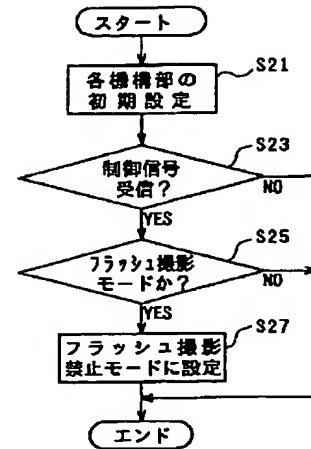 スタート
S21
各機構部の
初期設定
S23
制御信号
受信？
NO
YES
S25
フラッシュ撮影
モードか？
NO
YES
S27
フラッシュ撮影
禁止モードに設定
エンド